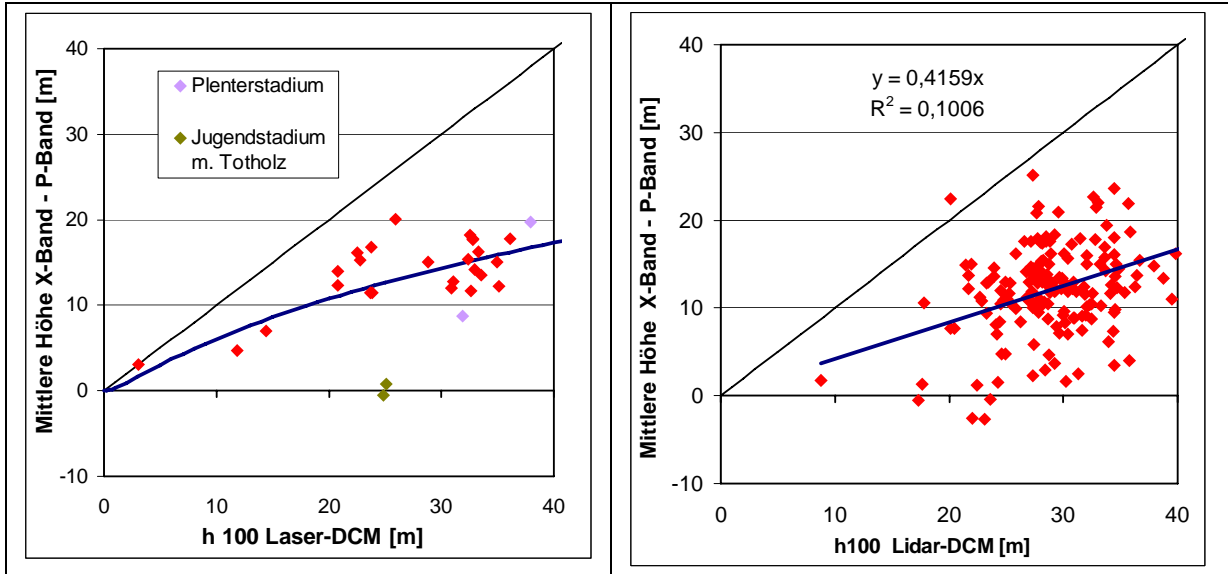 Mittlere Höhe X-Band - P-Band [m]
40
30
20
10
0
-10
Plenterstadium
Jugendstadium
m. Totholz
0 10 20 30 40
h 100 Laser-DCM [m]
Mittlere Höhe X-Band - P-Band [m]
40
30
20
10
0
-10
y = 0,4159x
R² = 0,1006
0 10 20 30 40
h100 Lidar-DCM [m]